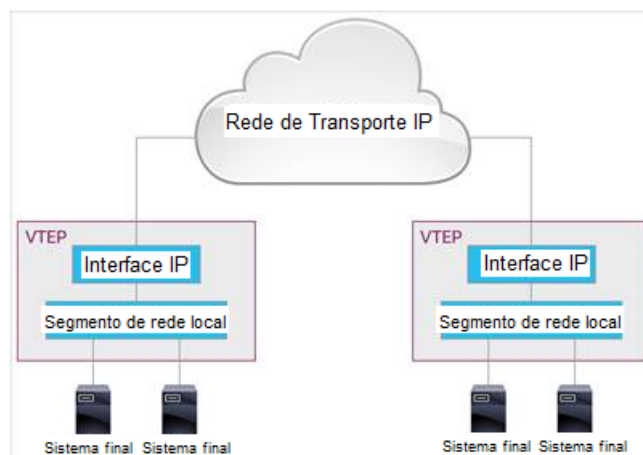 Rede de Transporte IP
VTEP
Interface IP
Segmento de rede local
Sistema final
Sistema final
VTEP
Interface IP
Segmento de rede local
Sistema final
Sistema final